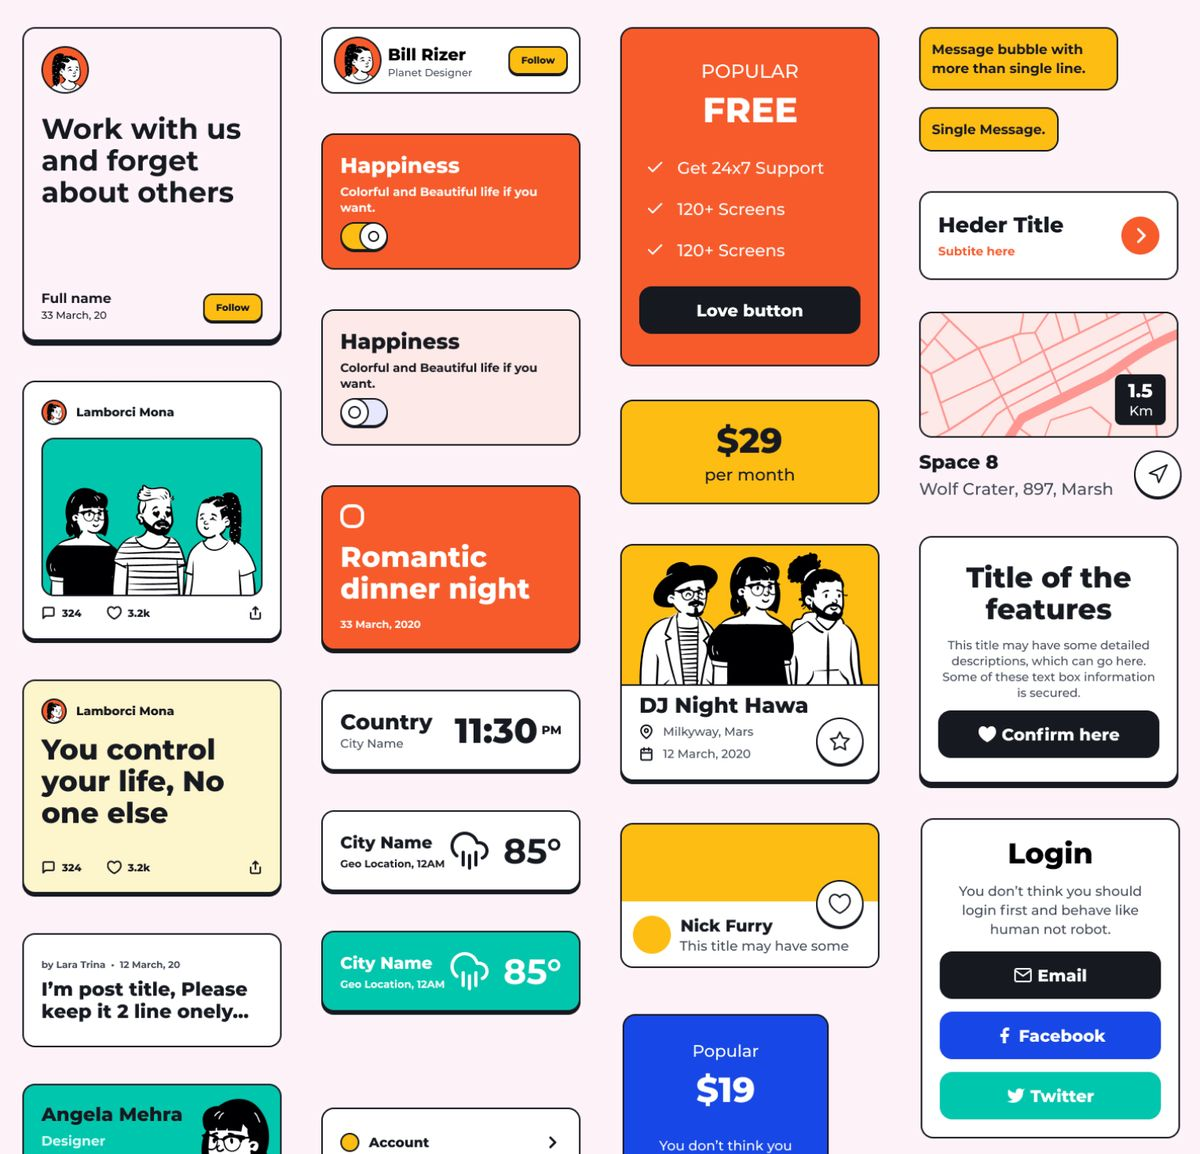 Work with us
and forget
about others
Full name
33 March, 20
Follow
Lamborci Mona
324
3.2k
Lamborci Mona
You control
your life, No
one else
324
3.2k
by Lara Trina • 12 March, 20
I'm post title, Please
keep it 2 line onely...
Angela Mehra
Designer
Bill Rizer
Planet Designer
Follow
Happiness
Colorful and Beautiful life if you
want.
Happiness
Colorful and Beautiful life if you
want.
Romantic
dinner night
33 March, 2020
Country
City Name
11:30 PM
City Name
Geo Location, 12AM
85°
City Name
Geo Location, 12AM
85°
Account
POPULAR
FREE
Get 24x7 Support
120+ Screens
120+ Screens
Love button
$29
per month
DJ Night Hawa
Milkyway, Mars
12 March, 2020
Nick Furry
This title may have some
Popular
$19
You don't think you
Message bubble with
more than single line.
Single Message.
Heder Title
Subtite here
1.5
Km
Space 8
Wolf Crater, 897, Marsh
Title of the
features
This title may have some detailed
descriptions, which can go here.
Some of these text box information
is secured.
Confirm here
Login
You don't think you should
login first and behave like
human not robot.
Email
Facebook
Twitter